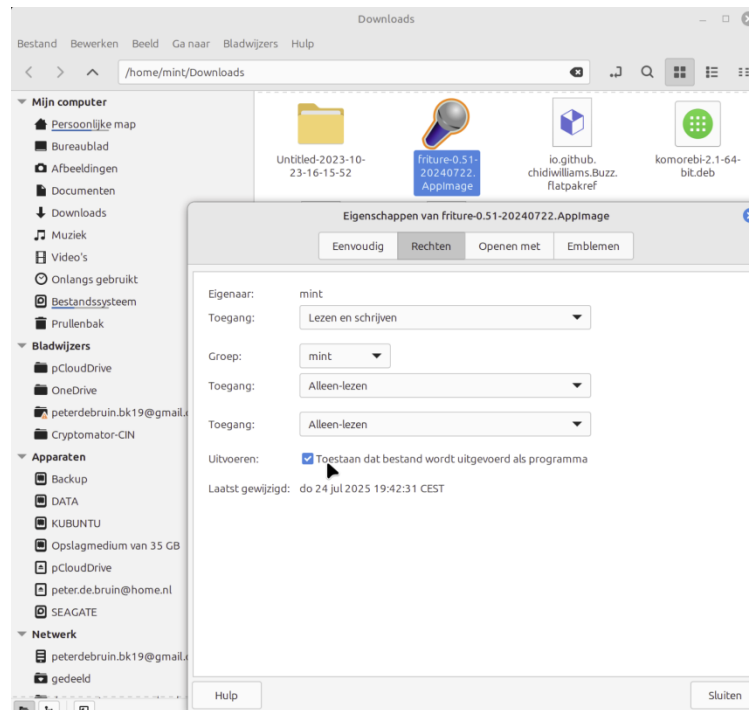 Downloads
Bestand Bewerken Beeld Ga naar Bladwijzers Hulp
/home/mint/Downloads
Mijn computer
Persoonlijke map
Bureaublad
Afbeeldingen
Documenten
Downloads
Muziek
Video's
Onlangs gebruikt
Bestandssysteem
Prullenbak
Bladwijzers
pCloudDrive
OneDrive
peterdebruin.bk19@gmail.
Cryptomator-CIN
Apparaten
Backup
DATA
KUBUNTU
Opslagmedium van 35 GB
pCloudDrive
peter.de.bruin@home.nl
SEAGATE
Netwerk
peterdebruin.bk19@gmail.
gedeeld
Untitled-2023-10-
23-16-15-52
friture-0.51-
20240722.
AppImage
io.github.
chidiwilliams.Buzz.
flatpakref
komorebi-2.1-64-
bit.deb
Eigenschappen van friture-0.51-20240722.AppImage
Eenvoudig Rechten Openen met Emblemen
Eigenaar: mint
Toegang: Lezen en schrijven
Groep: mint
Toegang: Alleen-lezen
Toegang: Alleen-lezen
Uitvoeren: Toestaan dat bestand wordt uitgevoerd als programma
Laatst gewijzigd: do 24 jul 2025 19:42:31 CEST
Hulp Sluiten